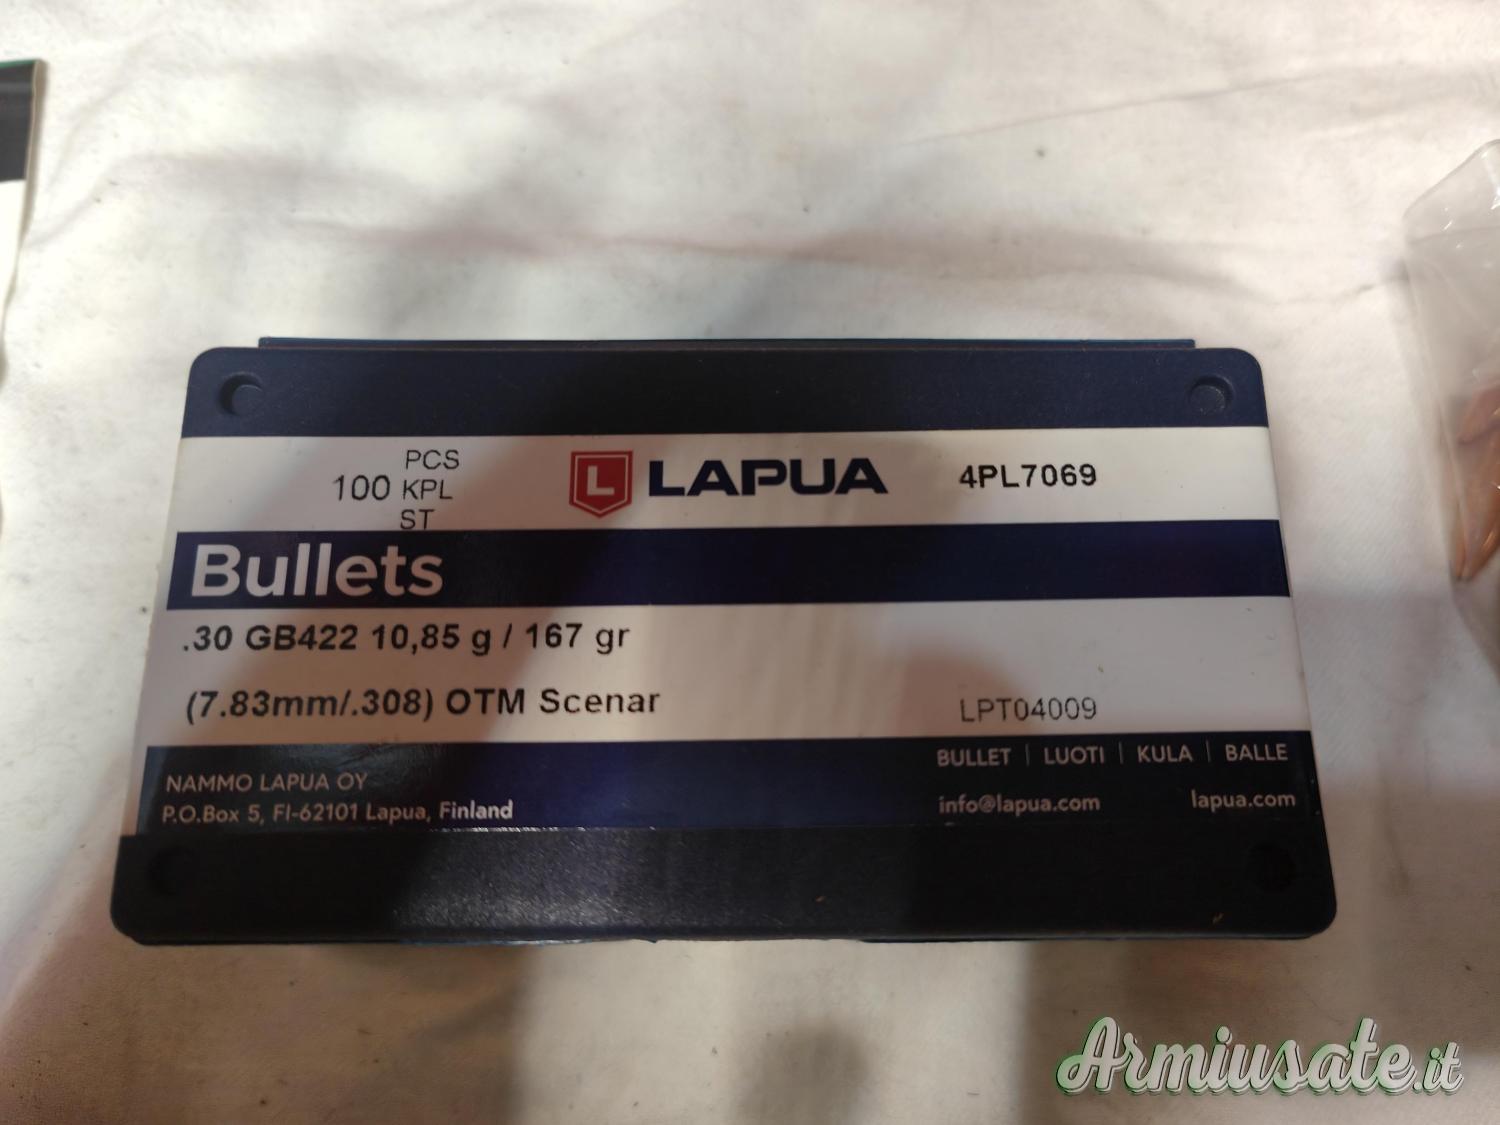 PCS
100 KPL
ST
L LAPUA
4PL7069
Bullets
.30 GB422 10,85 g / 167 gr
(7.83mm/.308) OTM Scenar
LPT04009
NAMMO LAPUA OY
P.O.Box 5, FI-62101 Lapua, Finland
BULLET | LUOTI | KULA | BALLE
info@lapua.com
lapua.com
Armiusate.it